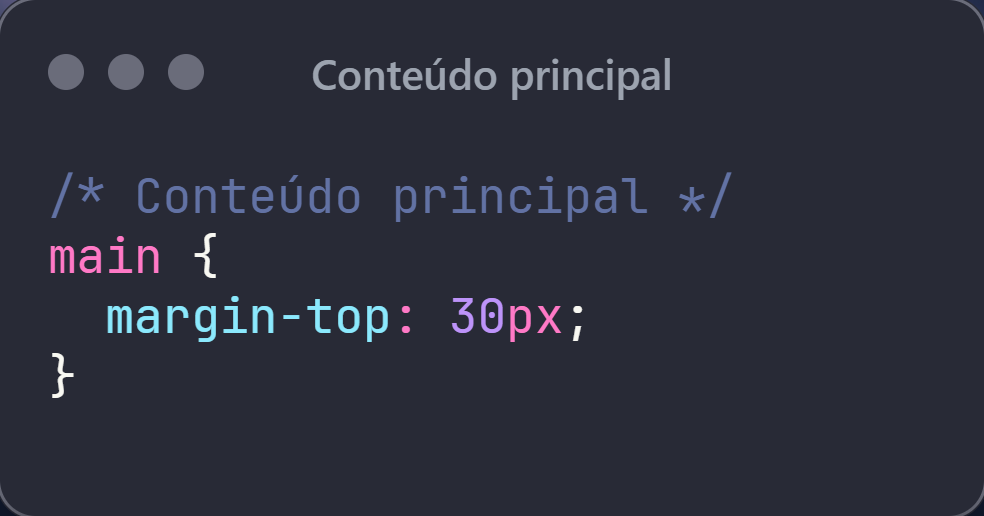 Conteúdo principal
/* Conteúdo principal */
main {
  margin-top: 30px;
}